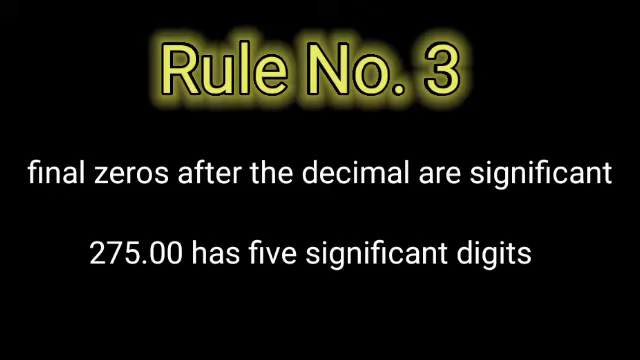 Rule No. 3
final zeros after the decimal are significant
275.00 has five significant digits